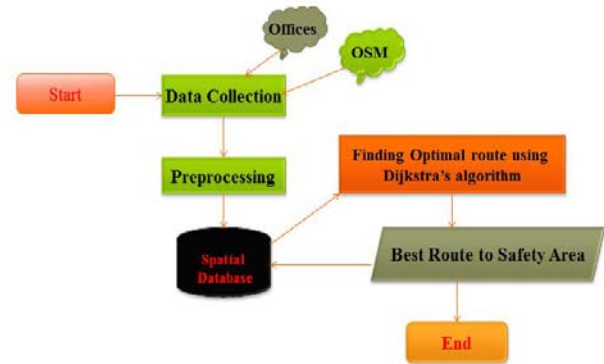 Offices
OSM
Start
Data Collection
Preprocessing
Finding Optimal route using
Dijkstra's algorithm
Spatial
Database
Best Route to Safety Area
End